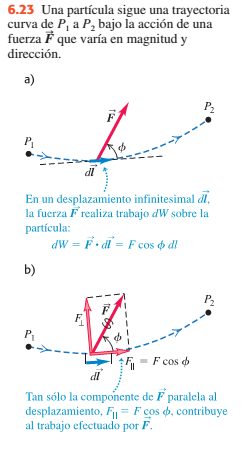 6.23 Una partícula sigue una trayectoria
curva de P₁ a P₂ bajo la acción de una
fuerza F⃗ que varía en magnitud y
dirección.
a)
P₂
F⃗
P₁
ϕ
dl⃗
En un desplazamiento infinitesimal dl⃗,
la fuerza F⃗ realiza trabajo dW sobre la
partícula:
dW = F⃗ • dl⃗ = F cos ϕ dl
b)
P₂
F⊥
F⃗
P₁
ϕ
F|| = F cos ϕ
dl⃗
Tan sólo la componente de F⃗ paralela al
desplazamiento, F|| = F cos ϕ, contribuye
al trabajo efectuado por F⃗.